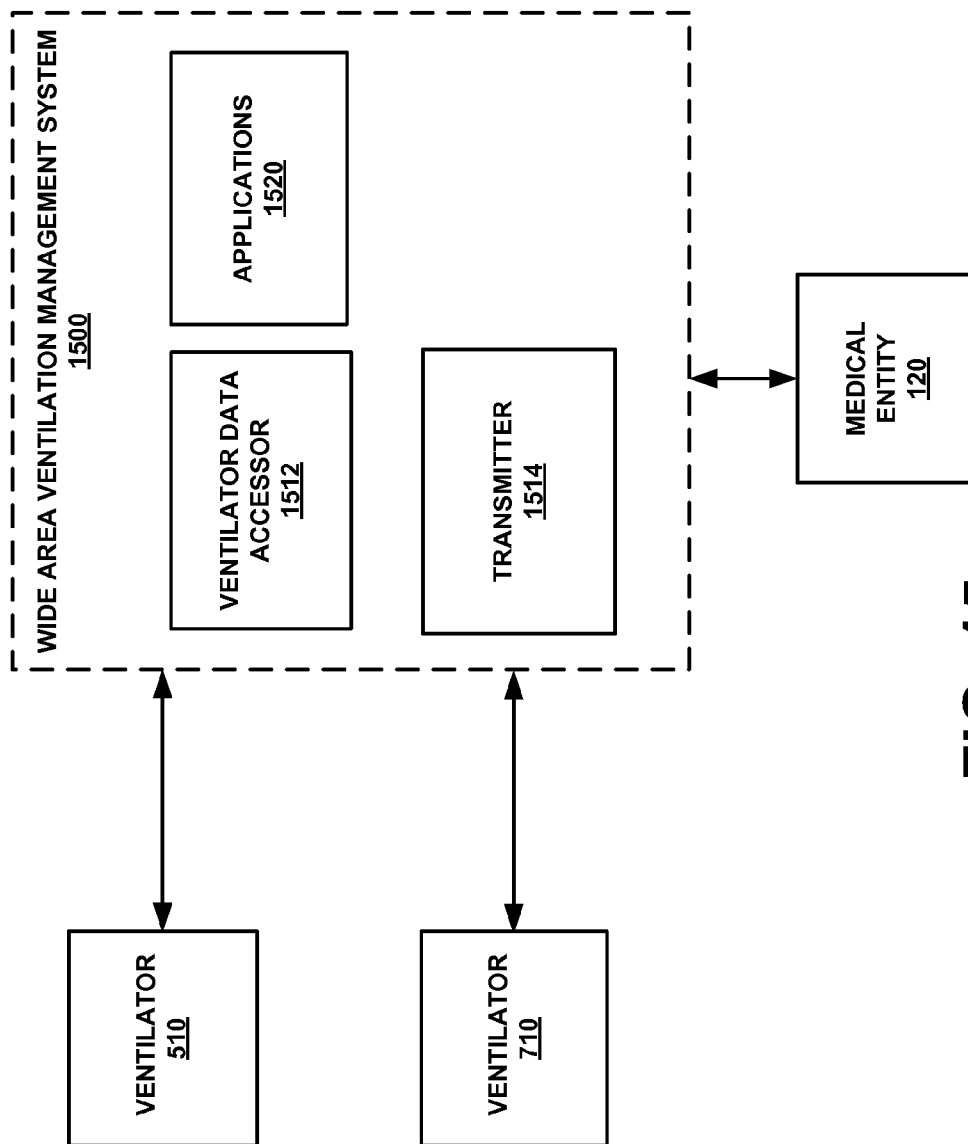 WIDE AREA VENTILATION MANAGEMENT SYSTEM
1500
VENTILATOR
510
VENTILATOR DATA
ACCESSOR
1512
APPLICATIONS
1520
VENTILATOR
710
TRANSMITTER
1514
MEDICAL
ENTITY
120